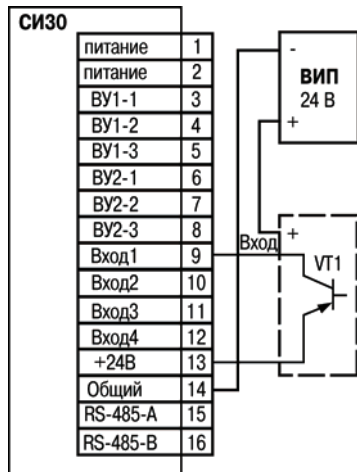 СИ30
питание 1
питание 2
ВУ1-1 3
ВУ1-2 4
ВУ1-3 5
ВУ2-1 6
ВУ2-2 7
ВУ2-3 8
Вход1 9
Вход2 10
Вход3 11
Вход4 12
+24В 13
Общий 14
RS-485-А 15
RS-485-В 16
-
ВИП
24 В
+
Вход
+
VT1